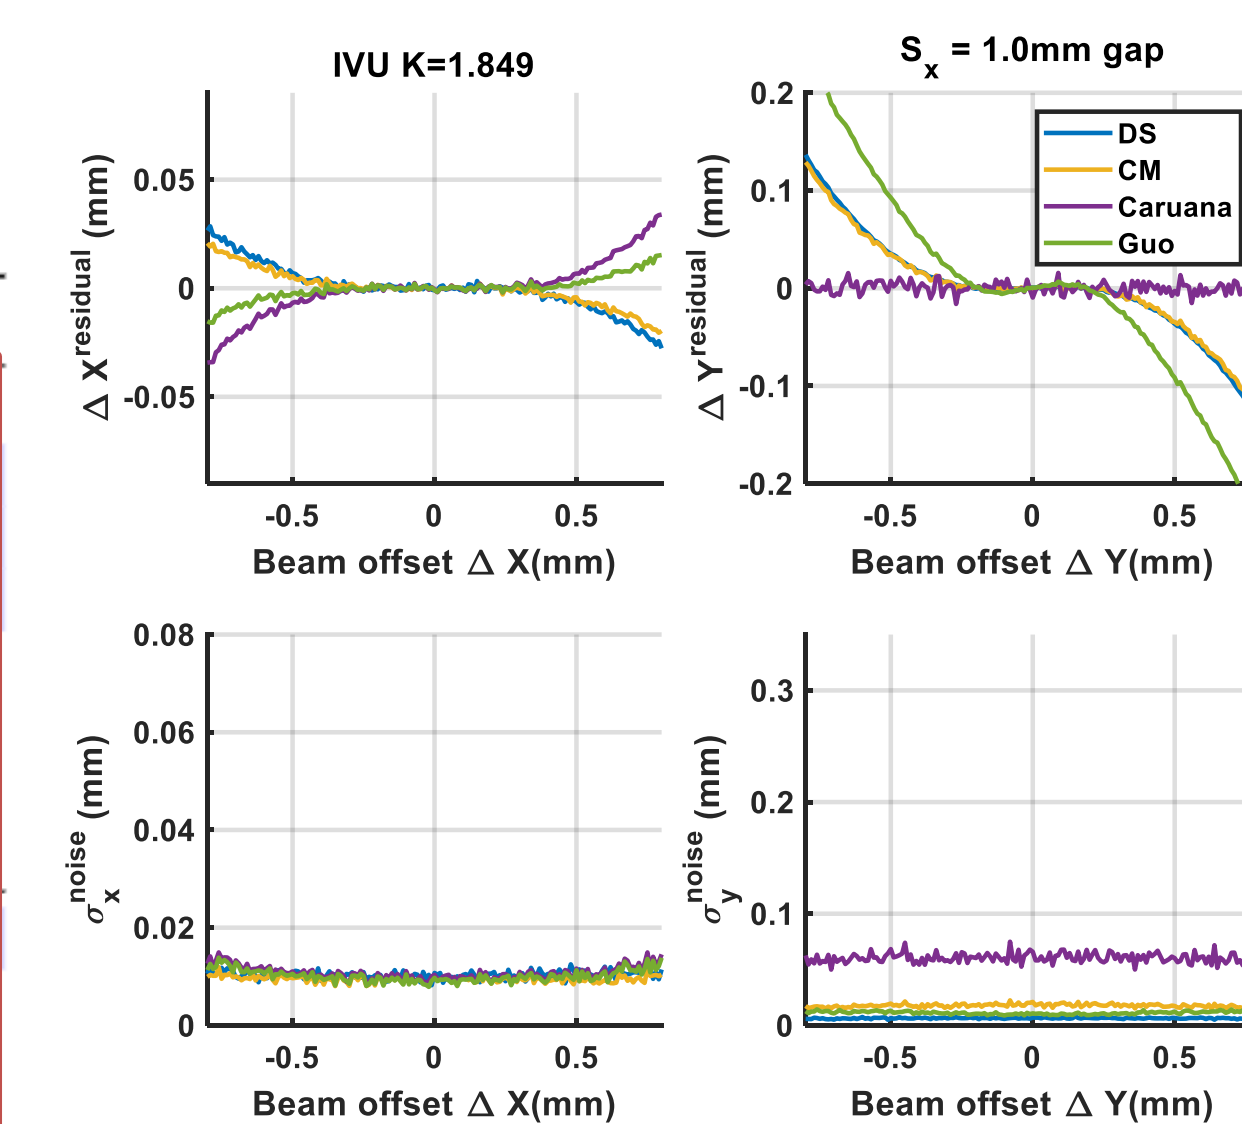 IVU K=1.849
0.05
0
-0.05
Δ X^residual (mm)
-0.5 0 0.5
Beam offset Δ X(mm)
S_x = 1.0mm gap
0.2
0.1
0
-0.1
-0.2
Δ Y^residual (mm)
DS
CM
Caruana
Guo
-0.5 0 0.5
Beam offset Δ Y(mm)
0.08
0.06
0.04
0.02
0
σ_x^noise (mm)
-0.5 0 0.5
Beam offset Δ X(mm)
0.3
0.2
0.1
0
σ_y^noise (mm)
-0.5 0 0.5
Beam offset Δ Y(mm)